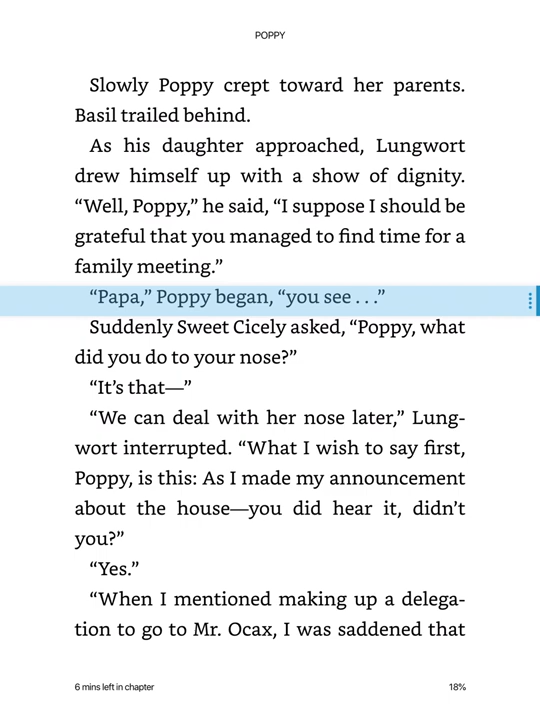 POPPY
Slowly Poppy crept toward her parents.
Basil trailed behind.
As his daughter approached, Lungwort
drew himself up with a show of dignity.
“Well, Poppy,” he said, “I suppose I should be
grateful that you managed to find time for a
family meeting.”
“Papa,” Poppy began, “you see . . .”
Suddenly Sweet Cicely asked, “Poppy, what
did you do to your nose?”
“It’s that—”
“We can deal with her nose later,” Lung-
wort interrupted. “What I wish to say first,
Poppy, is this: As I made my announcement
about the house—you did hear it, didn’t
you?”
“Yes.”
“When I mentioned making up a delega-
tion to go to Mr. Ocax, I was saddened that
6 mins left in chapter 18%